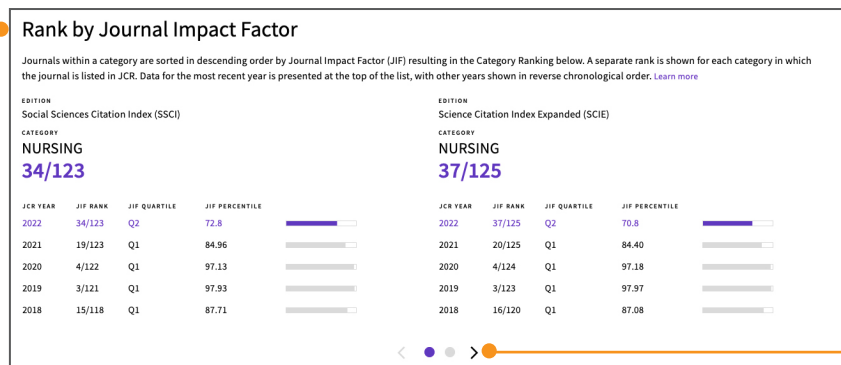 Rank by Journal Impact Factor
Journals within a category are sorted in descending order by Journal Impact Factor (JIF) resulting in the Category Ranking below. A separate rank is shown for each category in which
the journal is listed in JCR. Data for the most recent year is presented at the top of the list, with other years shown in reverse chronological order. Learn more
EDITION
Social Sciences Citation Index (SSCI)
CATEGORY
NURSING
34/123
JCR YEAR JIF RANK JIF QUARTILE JIF PERCENTILE
2022 34/123 Q2 72.8
2021 19/123 Q1 84.96
2020 4/122 Q1 97.13
2019 3/121 Q1 97.93
2018 15/118 Q1 87.71
EDITION
Science Citation Index Expanded (SCIE)
CATEGORY
NURSING
37/125
JCR YEAR JIF RANK JIF QUARTILE JIF PERCENTILE
2022 37/125 Q2 70.8
2021 20/125 Q1 84.40
2020 4/124 Q1 97.18
2019 3/123 Q1 97.97
2018 16/120 Q1 87.08